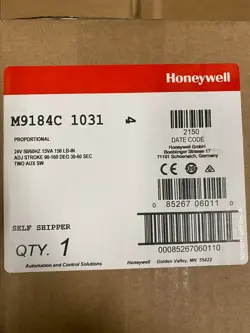 Honeywell
M9184C 1031
4
PROPORTIONAL
24V 50/60HZ 15VA 150 LB-IN
ADJ STROKE 90-160 DEG 30-60 SEC
TWO AUX SW
2150
DATE CODE
Honeywell GmbH
Boeblinger Strasse 17
71101 Schoenaich, Germany
CE
SELF SHIPPER
QTY. 1
0 85267 06011 0
00085267060110
Automation and Control Solutions
Honeywell
Golden Valley, MN 55422